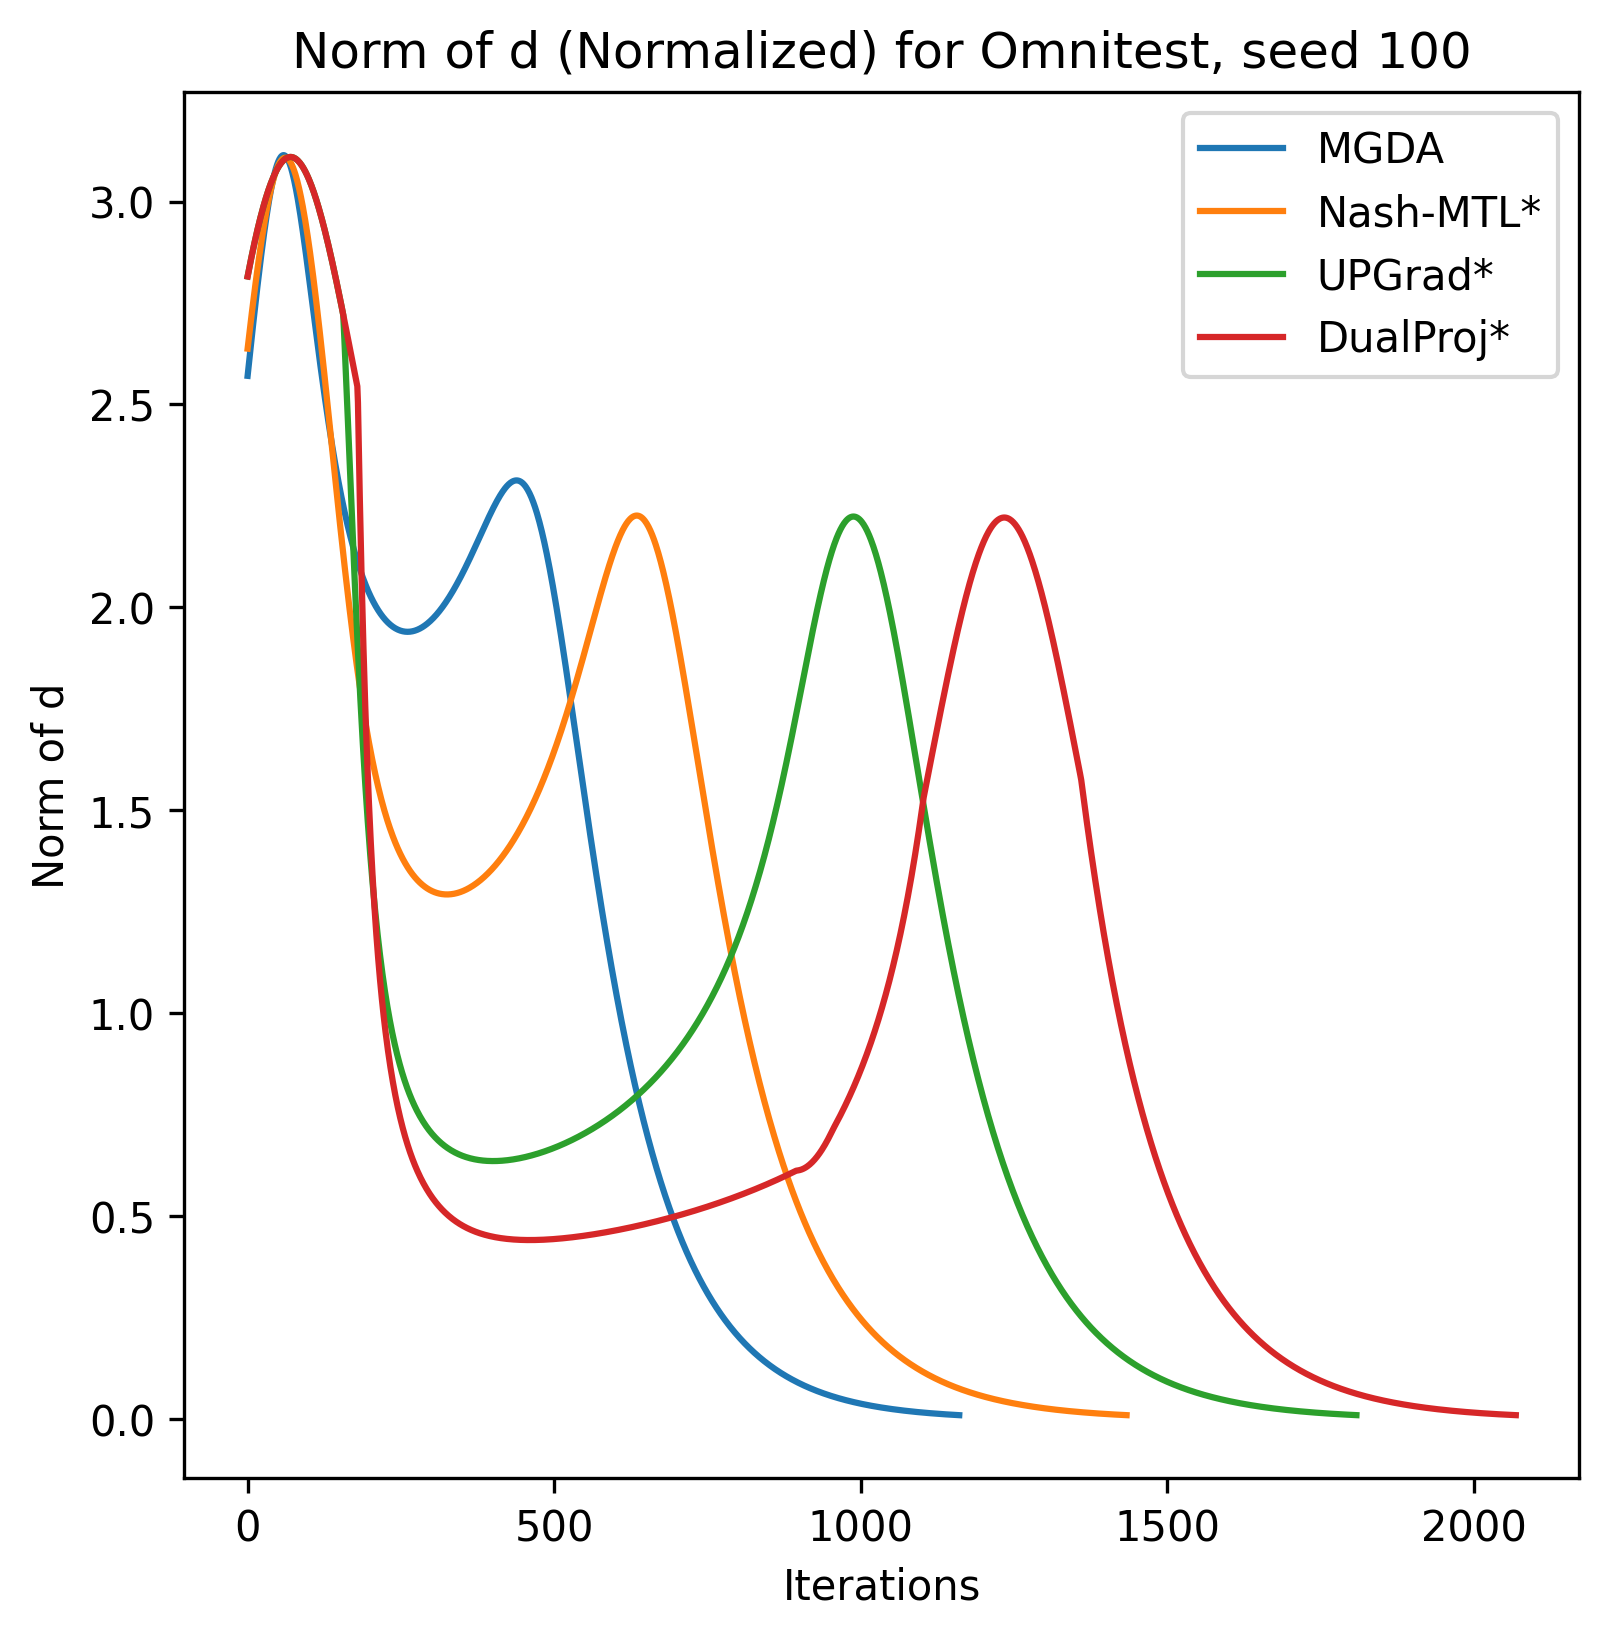 Norm of d (Normalized) for Omnitest, seed 100
MGDA
Nash-MTL*
UPGrad*
DualProj*
3.0
2.5
2.0
1.5
1.0
0.5
0.0
Norm of d
0 500 1000 1500 2000
Iterations